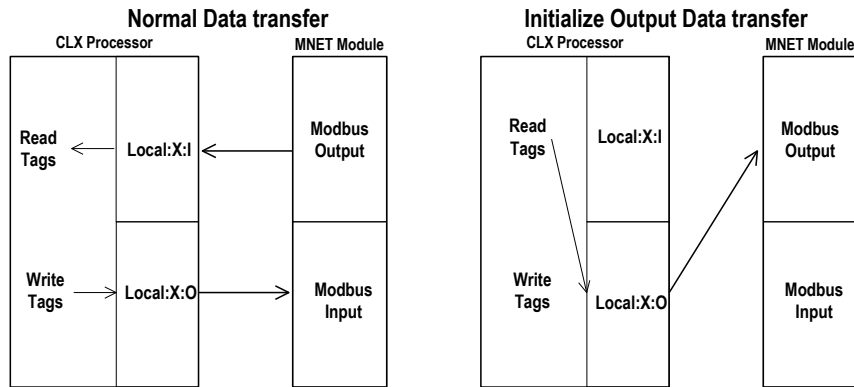 Normal Data transfer
CLX Processor
MNET Module
Read
Tags
Local:X:I
Modbus
Output
Write
Tags
Local:X:O
Modbus
Input
Initialize Output Data transfer
CLX Processor
MNET Module
Read
Tags
Local:X:I
Modbus
Output
Write
Tags
Local:X:O
Modbus
Input